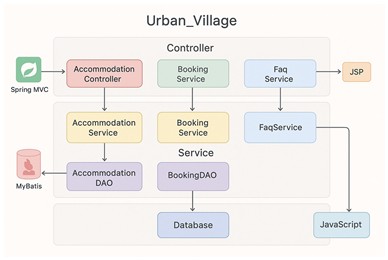 Urban_Village
Controller
Spring MVC
Accommodation
Controller
Booking
Service
Faq
Service
JSP
Accommodation
Service
Booking
Service
FaqService
Service
MyBatis
Accommodation
DAO
BookingDAO
Database
JavaScript